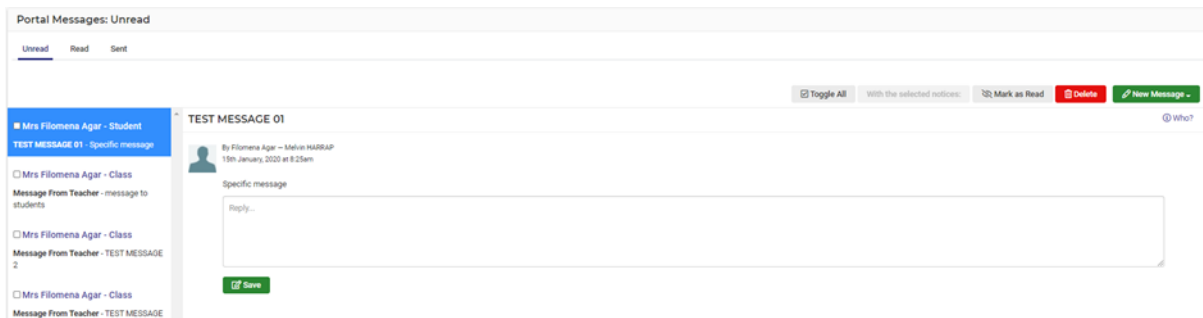 Portal Messages: Unread
Unread Read Sent
Toggle All With the selected notices: Mark as Read Delete New Message
Mrs Filomena Agar - Student
TEST MESSAGE 01 - Specific message
Mrs Filomena Agar - Class
Message From Teacher - message to
students
Mrs Filomena Agar - Class
Message From Teacher - TEST MESSAGE
2
Mrs Filomena Agar - Class
Message From Teacher - TEST MESSAGE
TEST MESSAGE 01
Who?
By Filomena Agar — Melvin HARRAP
15th January, 2020 at 8:25am
Specific message
Reply...
Save